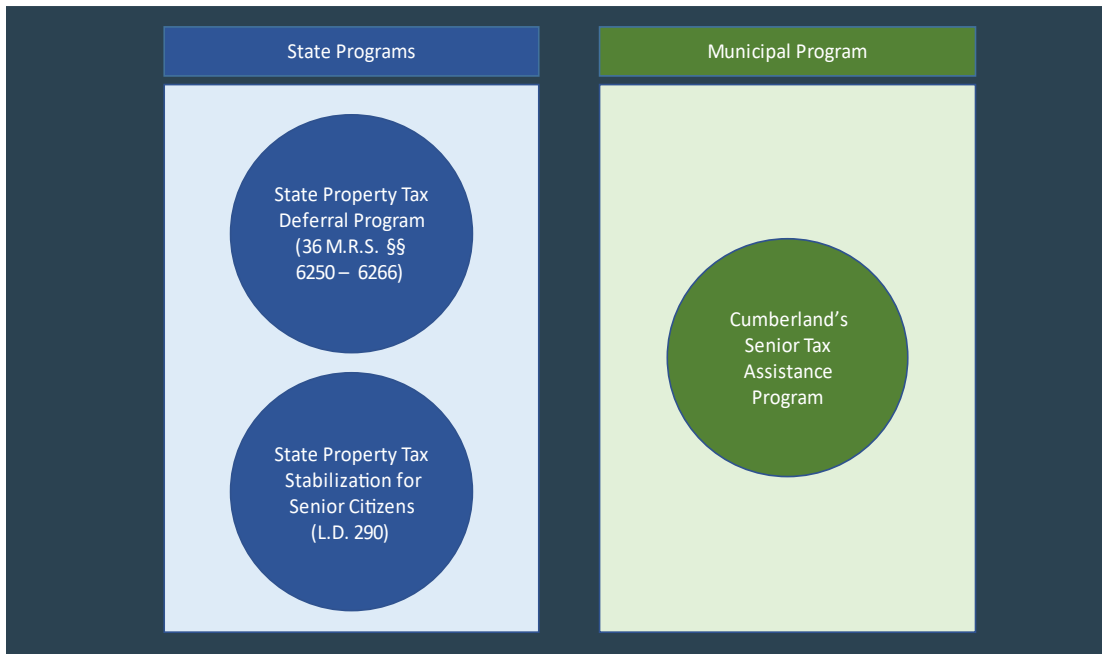 State Programs
State Property Tax
Deferral Program
(36 M.R.S. §§
6250 – 6266)
State Property Tax
Stabilization for
Senior Citizens
(L.D. 290)
Municipal Program
Cumberland’s
Senior Tax
Assistance
Program